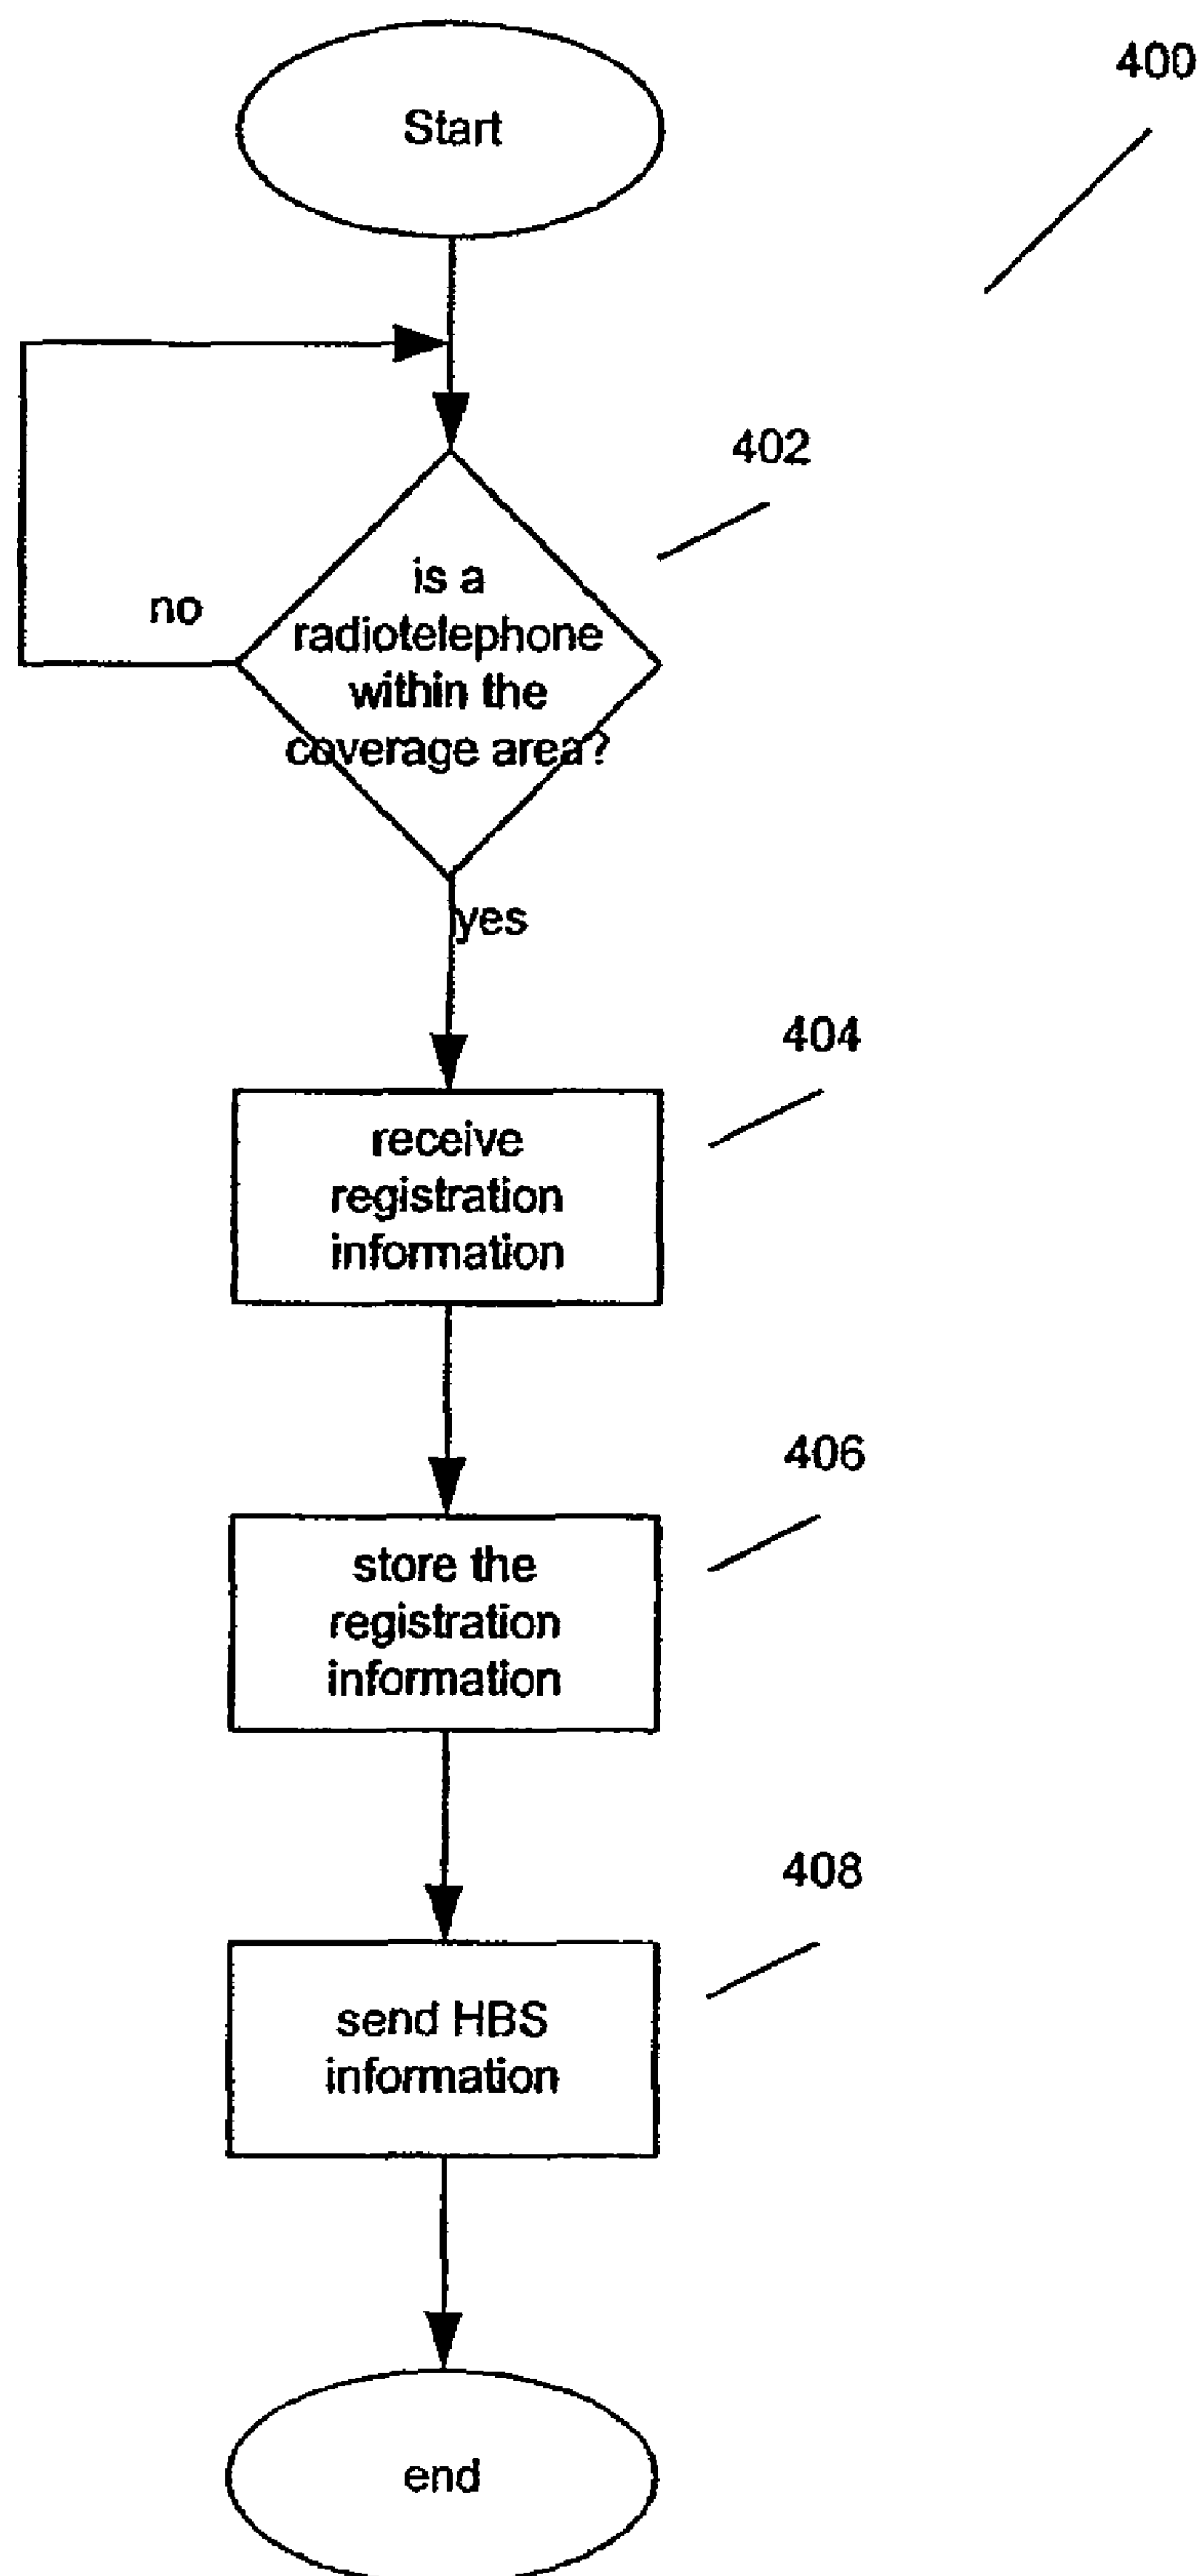 400
Start
402
is a
radiotelephone
within the
coverage area?
no
yes
404
receive
registration
information
406
store the
registration
information
408
send HBS
information
end